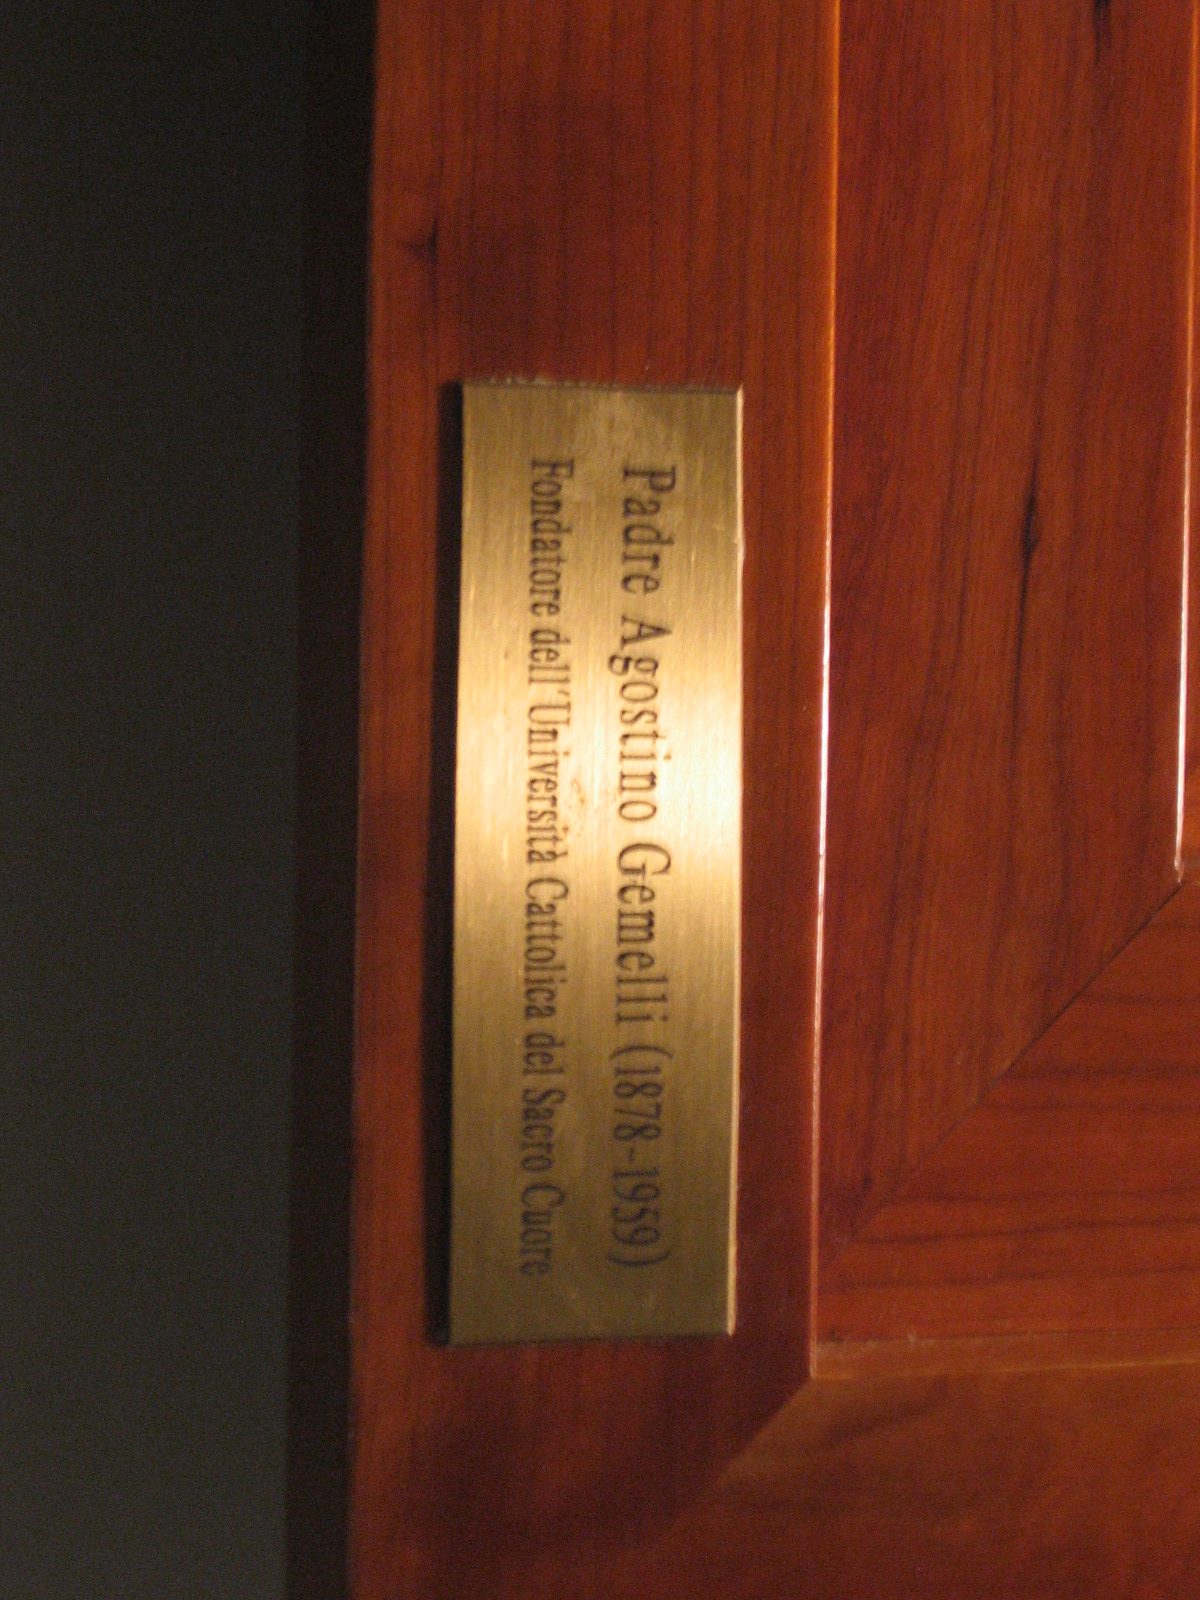 Padre Agostino Gemelli (1878-1959)
Fondatore dell'Università Cattolica del Sacro Cuore